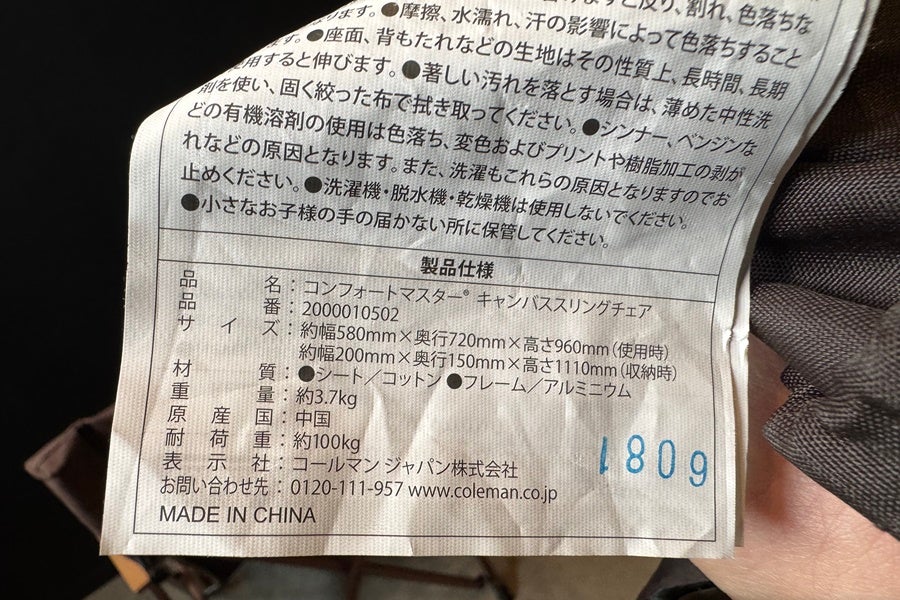 反り、割れ、色落ちな
ります。●摩擦、水濡れ、汗の影響によって色落ちすること
す。●座面、背もたれなどの生地はその性質上、長時間、長期
使用すると伸びます。●著しい汚れを落とす場合は、薄めた中性洗
剤を使い、固く絞った布で拭き取ってください。●シンナー、ベンジンな
どの有機溶剤の使用は色落ち、変色およびプリントや樹脂加工の剥が
れなどの原因となります。また、洗濯もこれらの原因となりますのでお
止めください。●洗濯機・脱水機・乾燥機は使用しないでください。
●小さなお子様の手の届かない所に保管してください。
製品仕様
品名：コンフォートマスター® キャンバススリングチェア
品番：2000010502
サイズ：約幅580mm×奥行720mm×高さ960mm（使用時）
約幅200mm×奥行150mm×高さ1110mm（収納時）
材質：●シート／コットン ●フレーム／アルミニウム
重量：約3.7kg
原産国：中国
耐荷重：約100kg
表示社：コールマン ジャパン株式会社
お問い合わせ先：0120-111-957 www.coleman.co.jp
MADE IN CHINA
1809